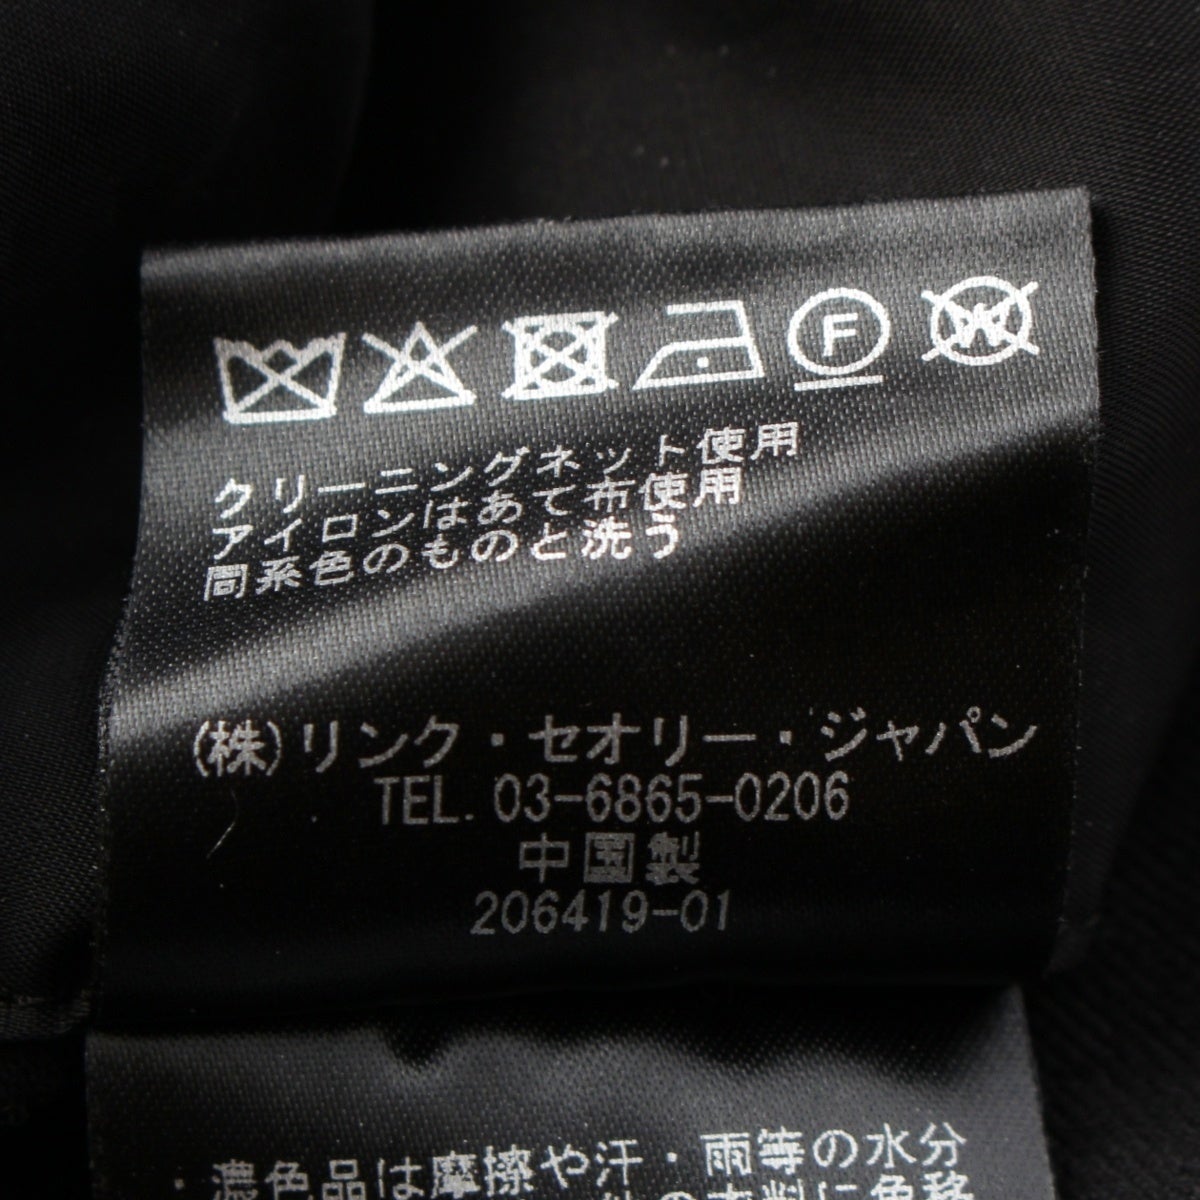 F W
クリーニングネット使用
アイロンはあて布使用
同系色のものと洗う
(株)リンク・セオリー・ジャパン
TEL. 03-6865-0206
中国製
206419-01
・濃色品は摩擦や汗・雨等の水分